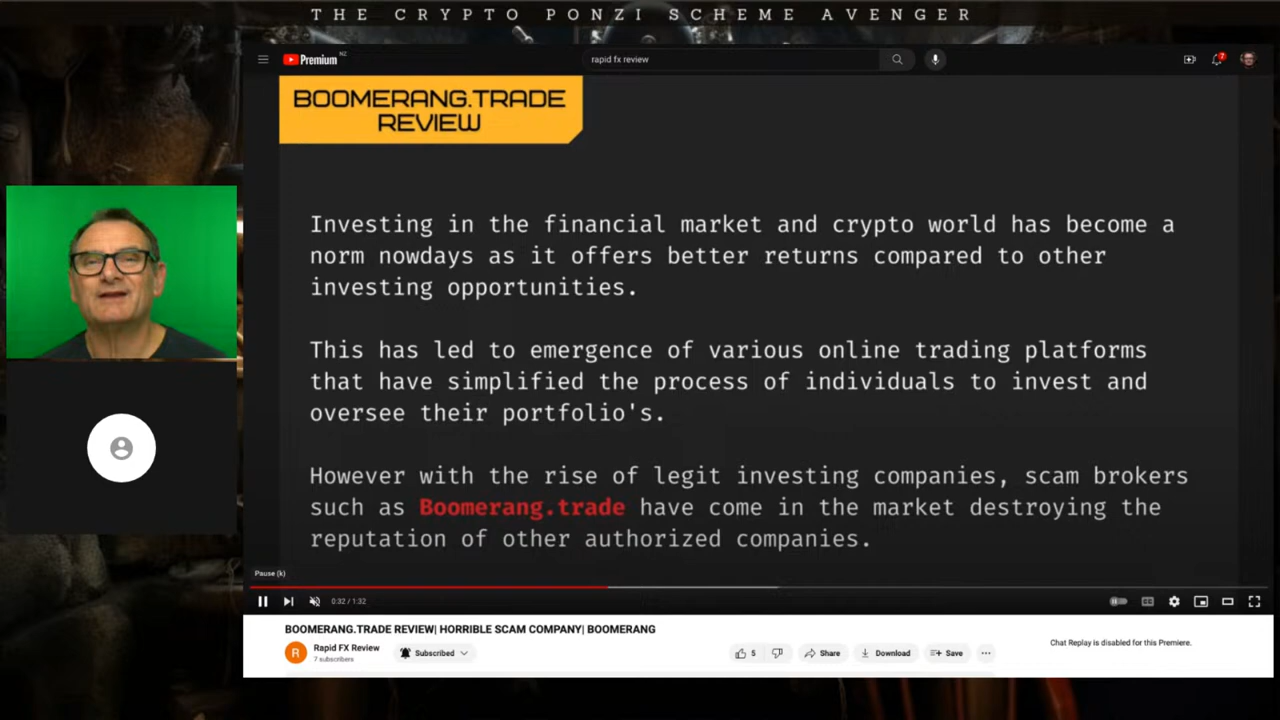 THE CRYPTO PONZI SCHEME AVENGER
Premium NZ
rapid fx review
7
BOOMERANG.TRADE
REVIEW
Investing in the financial market and crypto world has become a
norm nowdays as it offers better returns compared to other
investing opportunities.
This has led to emergence of various online trading platforms
that have simplified the process of individuals to invest and
oversee their portfolio's.
However with the rise of legit investing companies, scam brokers
such as Boomerang.trade have come in the market destroying the
reputation of other authorized companies.
Pause (k)
0:32 / 1:32
BOOMERANG.TRADE REVIEW| HORRIBLE SCAM COMPANY| BOOMERANG
R
Rapid FX Review
7 subscribers
Subscribed
5
Share
Download
Save
Chat Replay is disabled for this Premiere.